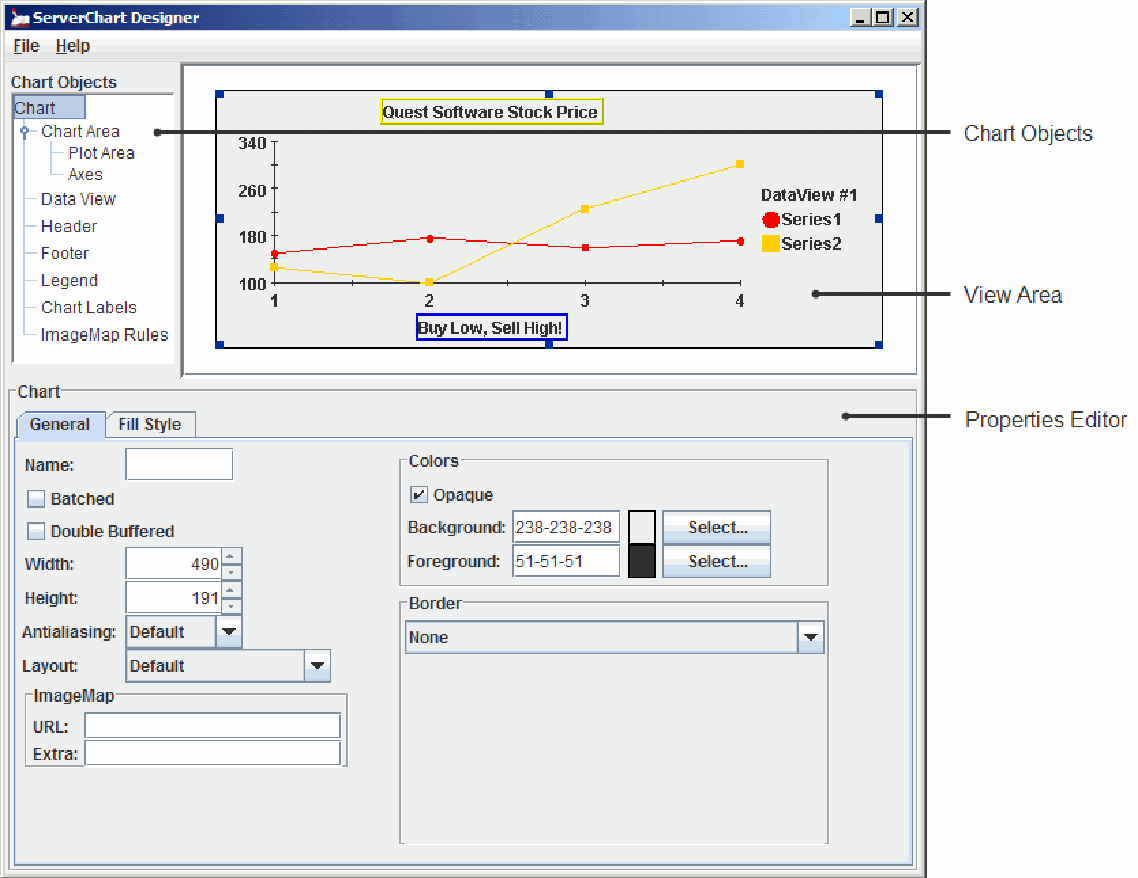 ServerChart Designer
File Help
Chart Objects
Chart
Chart Area
Plot Area
Axes
Data View
Header
Footer
Legend
Chart Labels
ImageMap Rules
Quest Software Stock Price
340
260
180
100
1 2 3 4
DataView #1
Series1
Series2
Buy Low, Sell High!
Chart Objects
View Area
Properties Editor
Chart
General Fill Style
Name:
Batched
Double Buffered
Width: 490
Height: 191
Antialiasing: Default
Layout: Default
ImageMap
URL:
Extra:
Colors
Opaque
Background: 238-238-238 Select...
Foreground: 51-51-51 Select...
Border
None